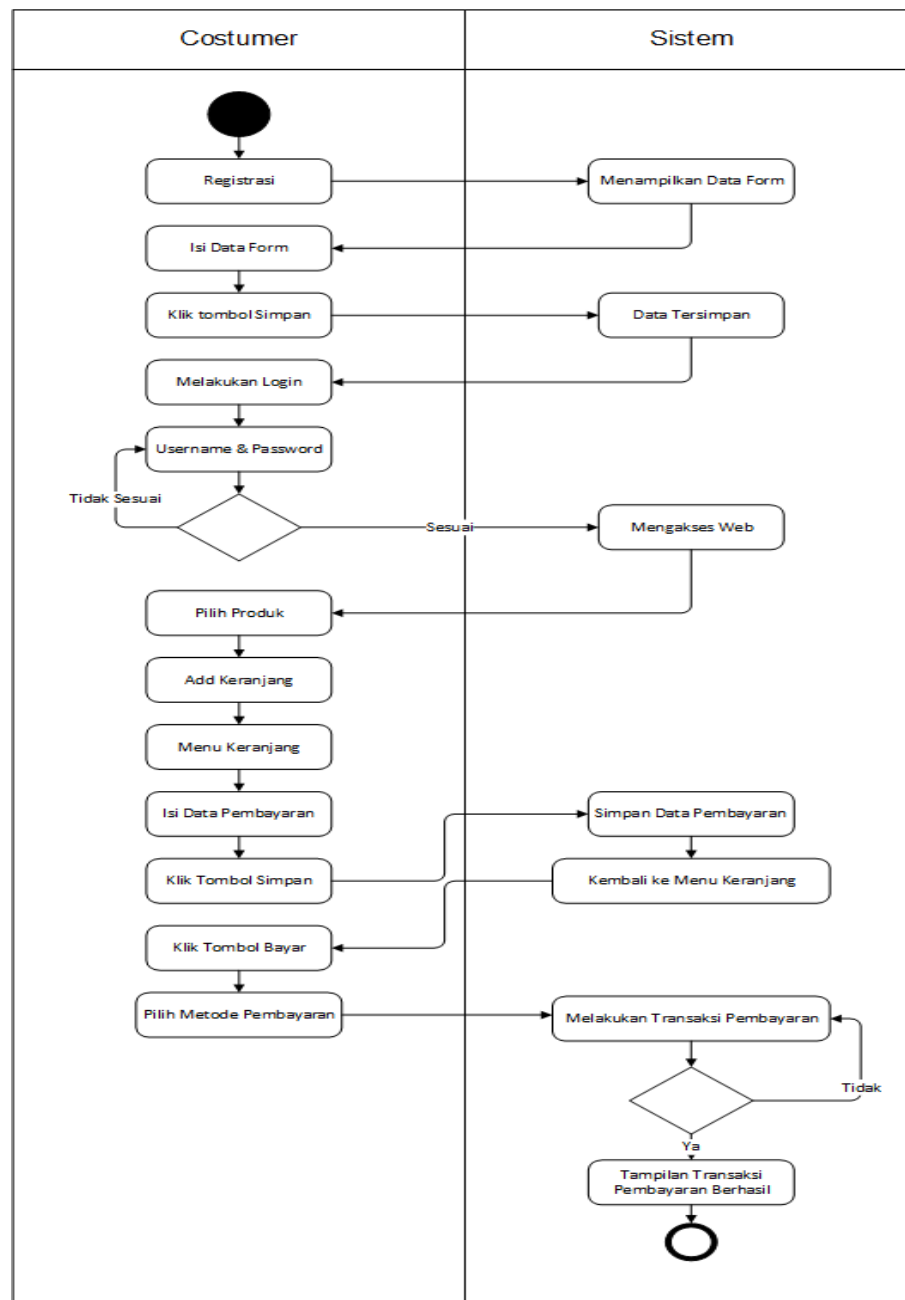 Costumer
Sistem
Registrasi
Menampilkan Data Form
Isi Data Form
Klik tombol Simpan
Data Tersimpan
Melakukan Login
Username & Password
Tidak Sesuai
Sesuai
Mengakses Web
Pilih Produk
Add Keranjang
Menu Keranjang
Isi Data Pembayaran
Simpan Data Pembayaran
Klik Tombol Simpan
Kembali ke Menu Keranjang
Klik Tombol Bayar
Pilih Metode Pembayaran
Melakukan Transaksi Pembayaran
Tidak
Ya
Tampilan Transaksi
Pembayaran Berhasil